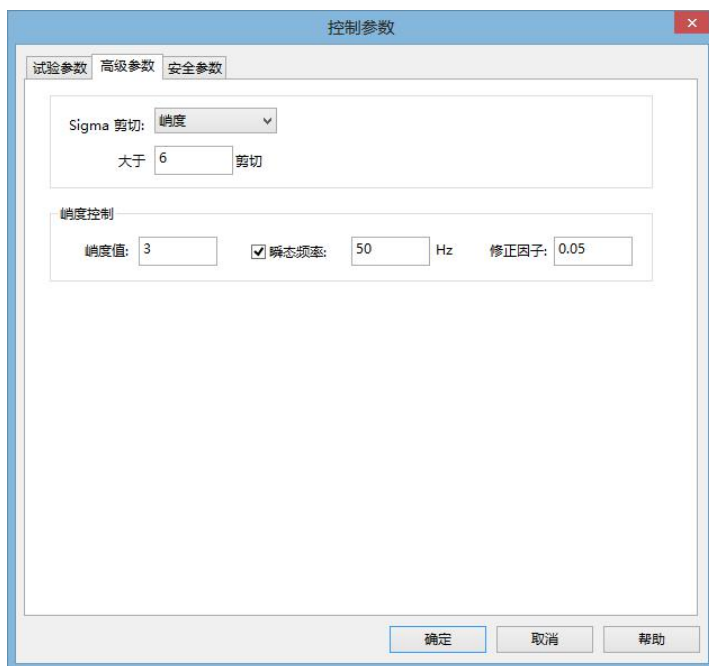 控制参数
试验参数 高级参数 安全参数
Sigma 剪切: 峭度
大于 6 剪切
峭度控制
峭度值: 3 瞬态频率: 50 Hz 修正因子: 0.05
确定 取消 帮助